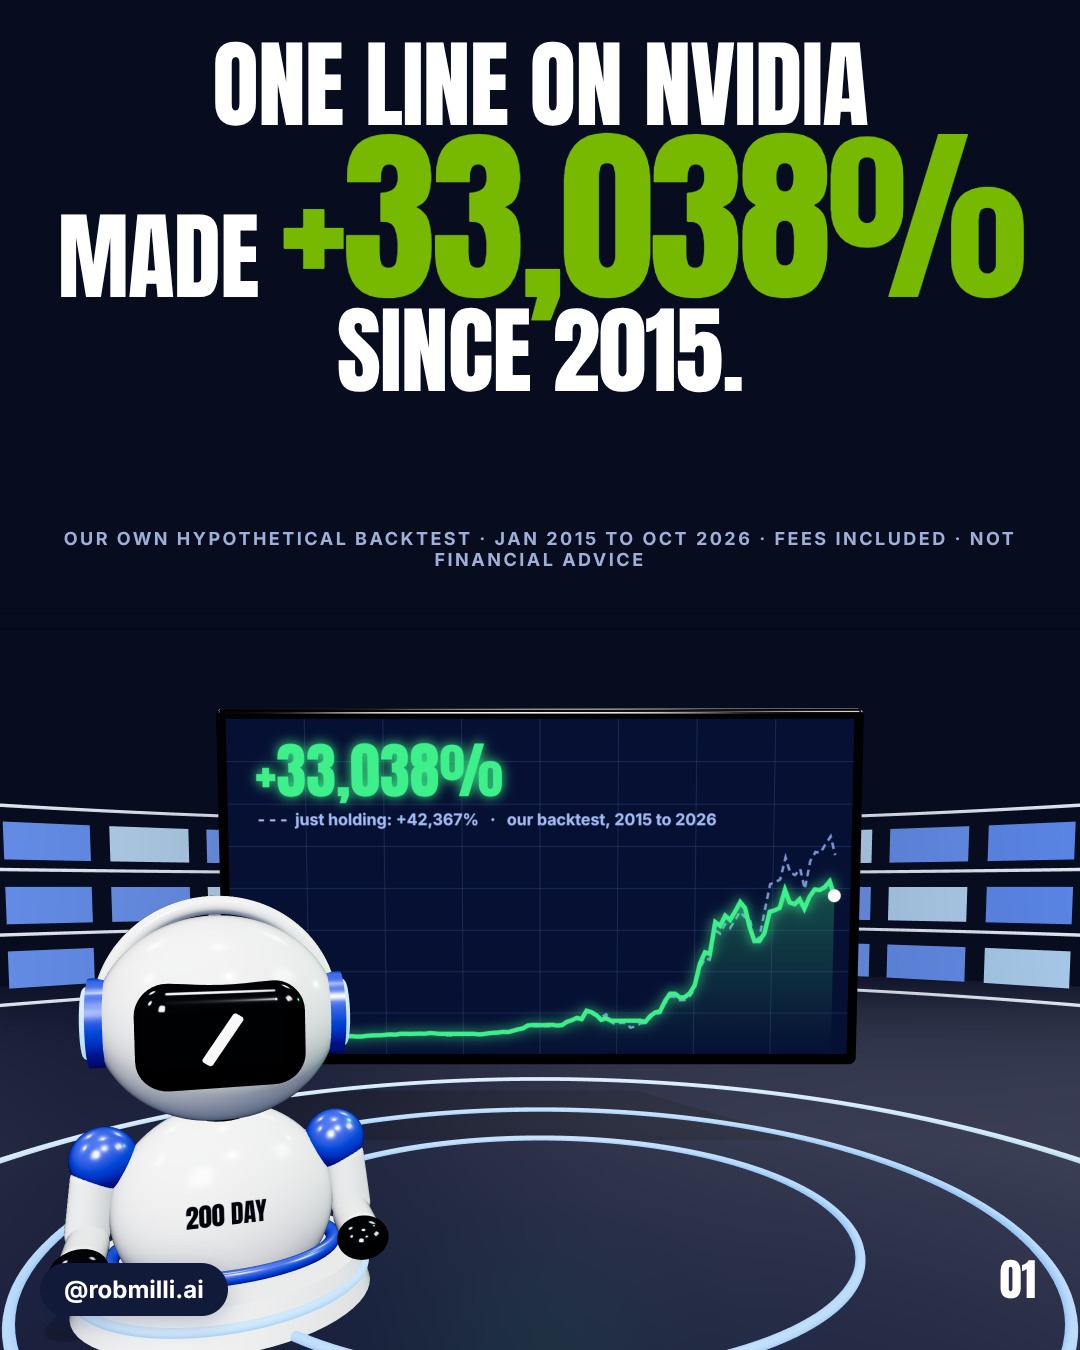 ONE LINE ON NVIDIA
MADE +33,038%
SINCE 2015.
OUR OWN HYPOTHETICAL BACKTEST · JAN 2015 TO OCT 2026 · FEES INCLUDED · NOT
FINANCIAL ADVICE
+33,038%
--- just holding: +42,367% · our backtest, 2015 to 2026
200 DAY
@robmilli.ai
01